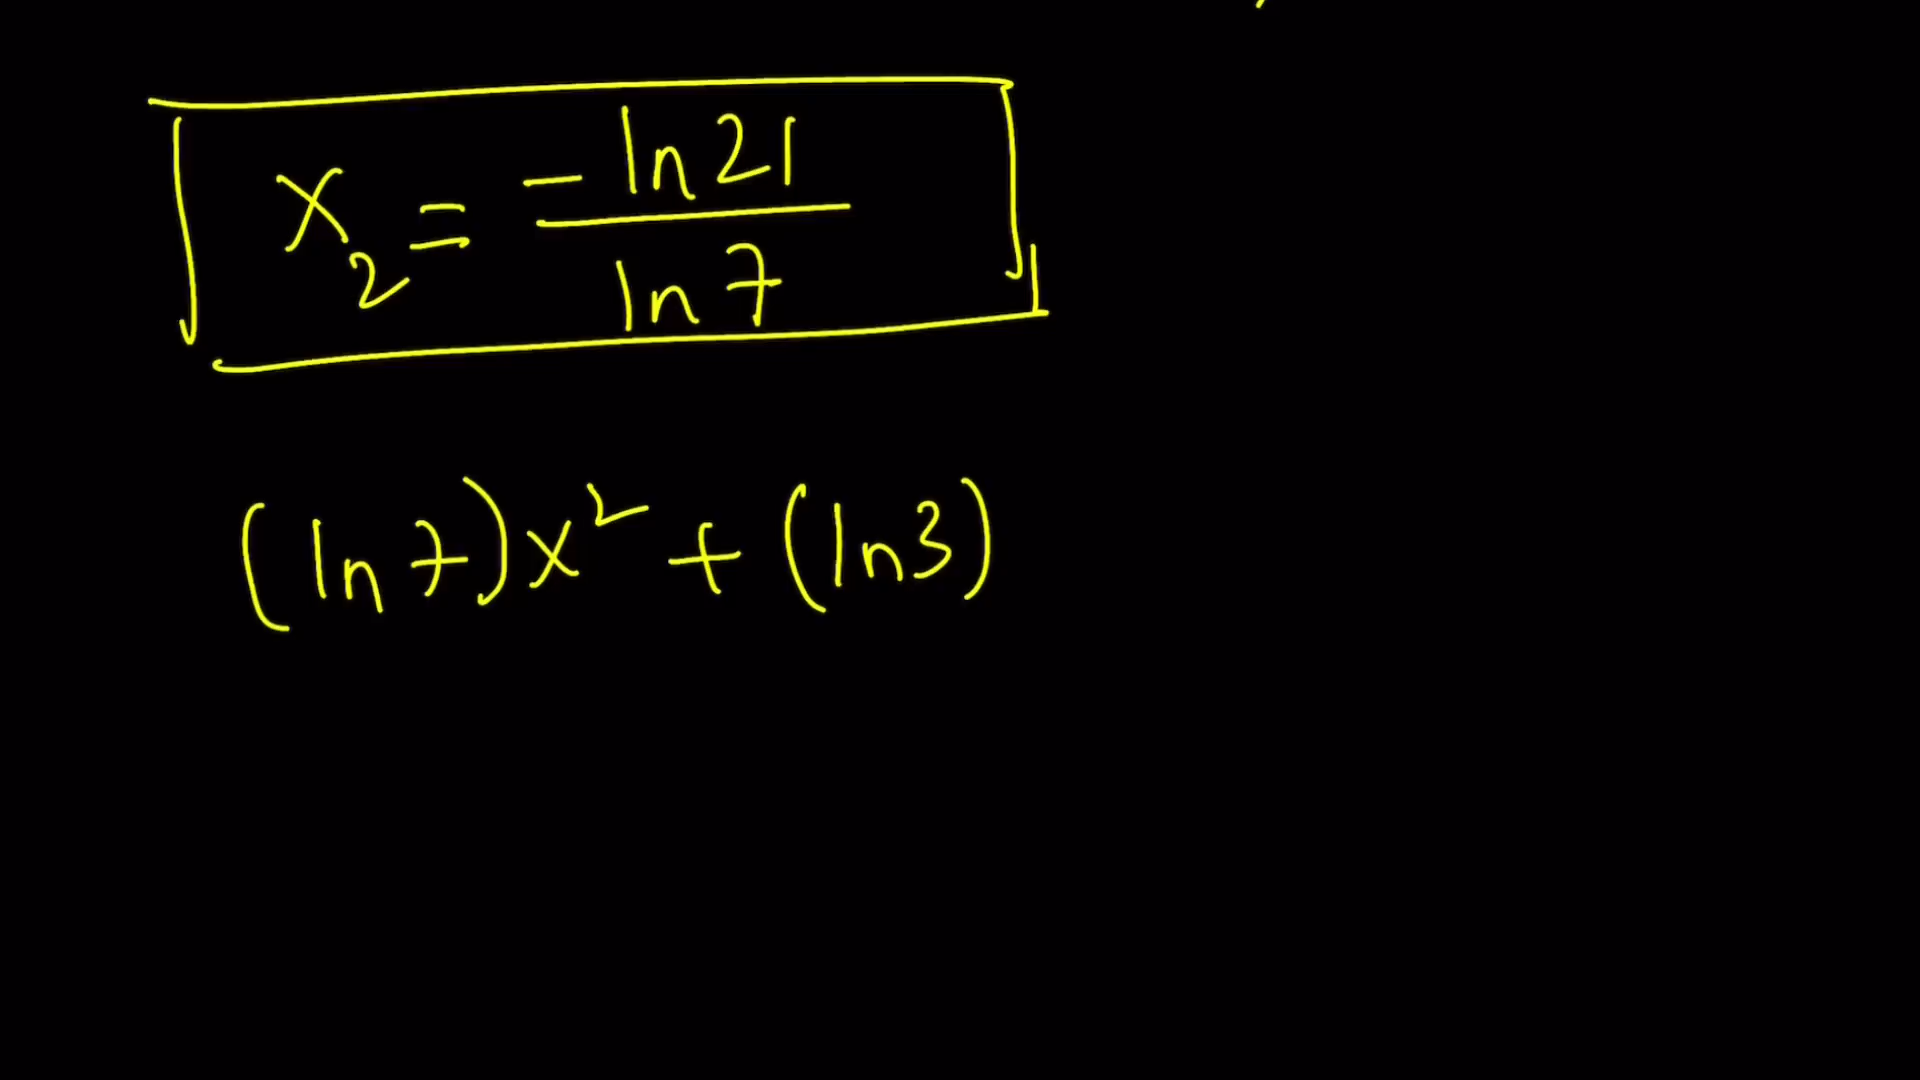 x₂ = -ln21 / ln7
(ln7)x² + (ln3)